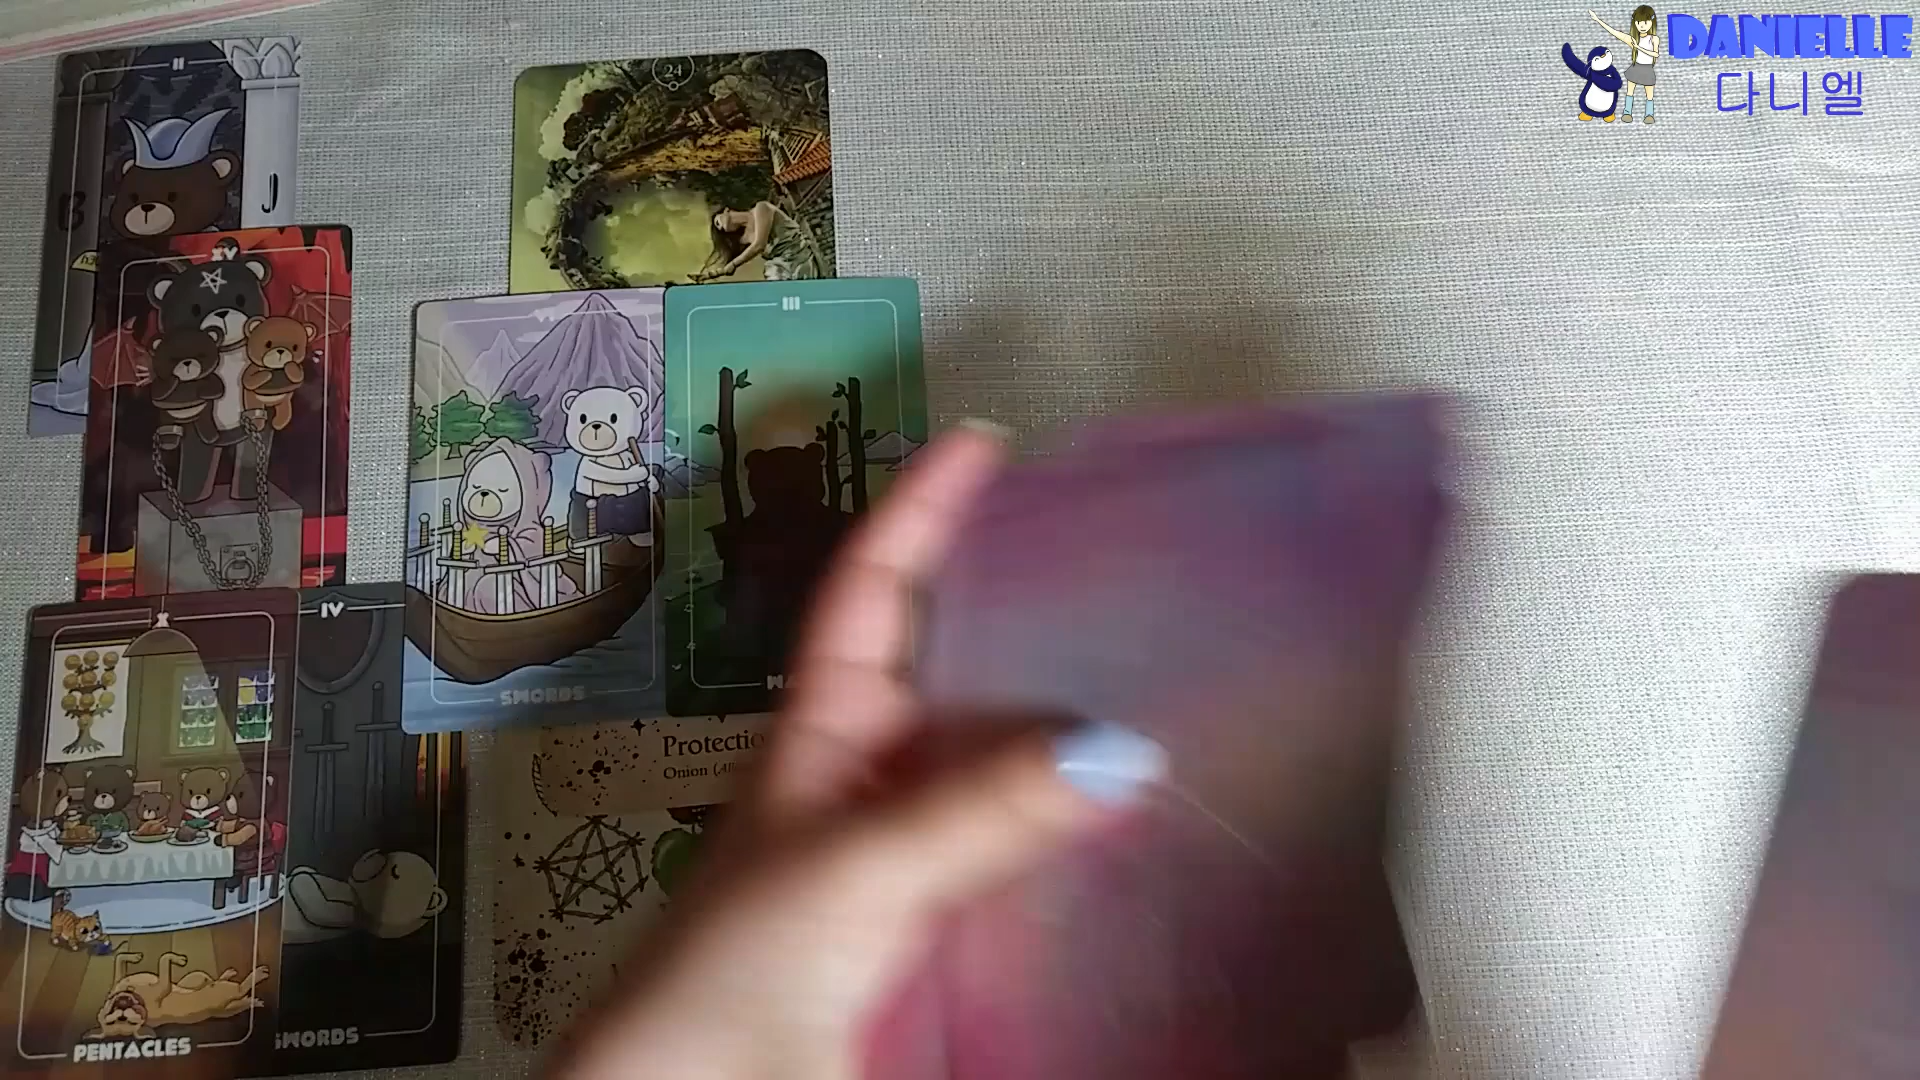 DANIELLE
다니엘
II
B
J
24
XV
III
SWORDS
X
IV
Protectio
Onion
PENTACLES
SWORDS